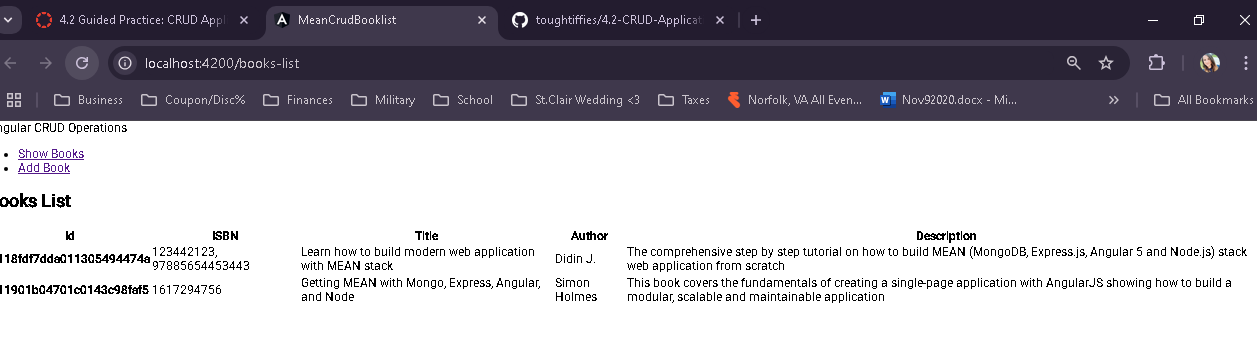 4.2 Guided Practice: CRUD Appl
MeanCrudBooklist
toughtiffies/4.2-CRUD-Applicat
localhost:4200/books-list
Business
Coupon/Disc%
Finances
Military
School
St.Clair Wedding <3
Taxes
Norfolk, VA All Even...
Nov92020.docx - Mi...
»
All Bookmarks
ngular CRUD Operations
• Show Books
• Add Book
ooks List
Id ISBN Title Author Description
118fdf7dda011305494474a 123442123, Learn how to build modern web application Didin J. The comprehensive step by step tutorial on how to build MEAN (MongoDB, Express.js, Angular 5 and Node.js) stack
97885654453443 with MEAN stack web application from scratch
11901b04701c0143c98faf5 1617294756 Getting MEAN with Mongo, Express, Angular, Simon This book covers the fundamentals of creating a single-page application with AngularJS showing how to build a
and Node Holmes modular, scalable and maintainable application